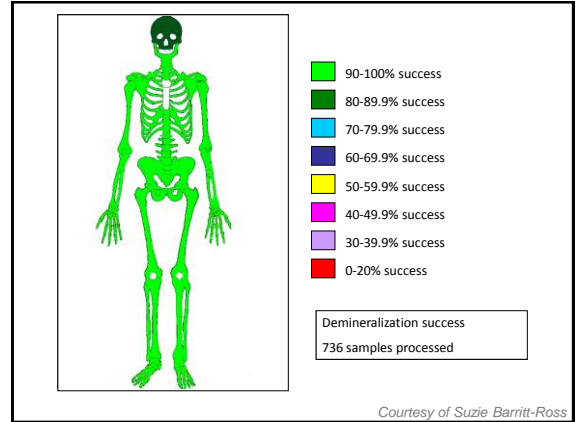 90-100% success
80-89.9% success
70-79.9% success
60-69.9% success
50-59.9% success
40-49.9% success
30-39.9% success
0-20% success
Demineralization success
736 samples processed
Courtesy of Suzie Barritt-Ross